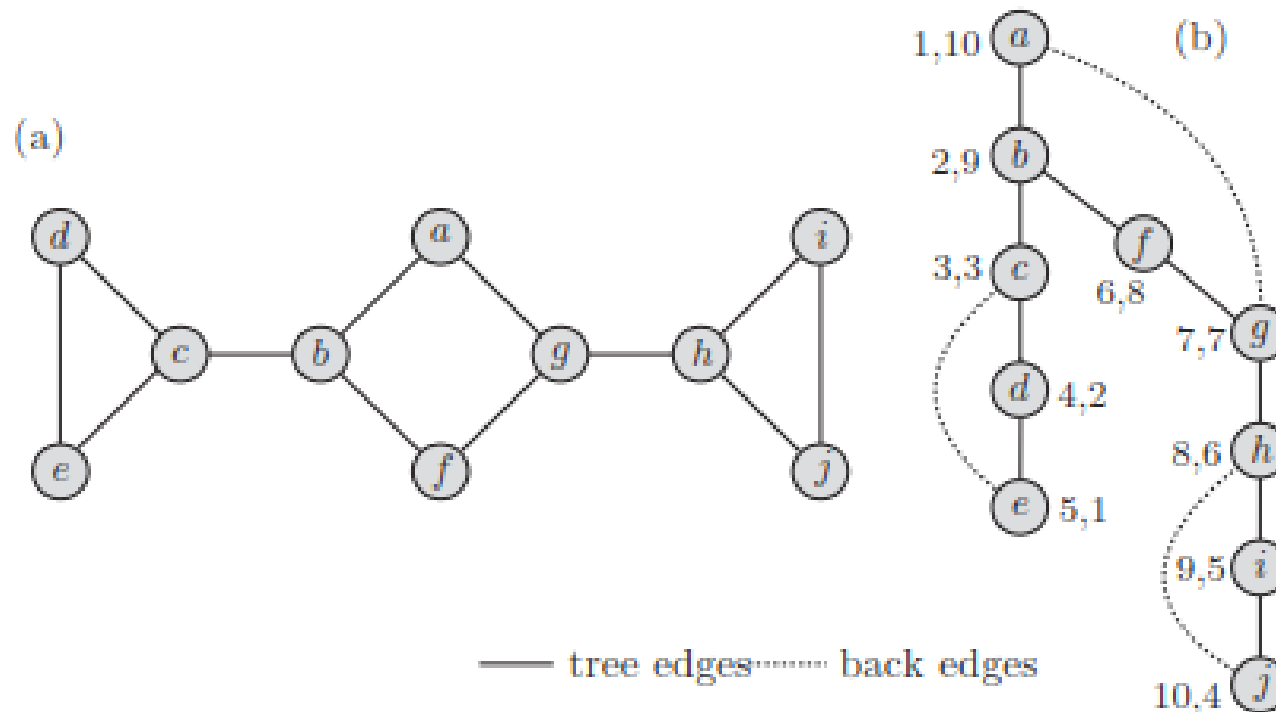 (a)
d
a
i
c
b
g
h
e
f
j
(b)
1,10
a
2,9
b
f
3,3
c
6,8
7,7
g
d
4,2
8,6
h
e
5,1
9,5
i
10,4
j
tree edges
back edges